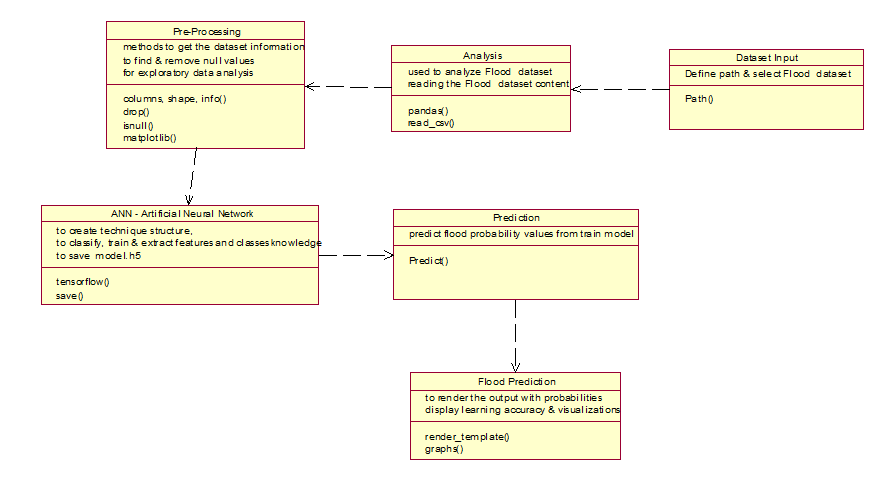 Pre-Processing
methods to get the dataset information
to find & remove null values
for exploratory data analysis
columns, shape, info()
drop()
isnull()
matplotlib()
Analysis
used to analyze Flood dataset
reading the Flood dataset content
pandas()
read_csv()
Dataset Input
Define path & select Flood dataset
Path()
ANN - Artificial Neural Network
to create technique structure,
to classify, train & extract features and classes knowledge
to save model.h5
tensorflow()
save()
Prediction
predict flood probability values from train model
Predict()
Flood Prediction
to render the output with probabilities
display learning accuracy & visualizations
render_template()
graphs()